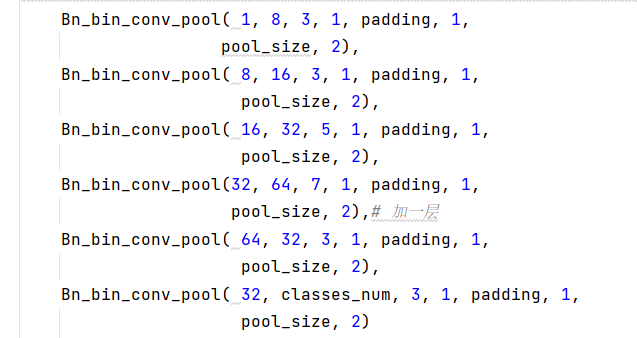 Bn_bin_conv_pool( 1, 8, 3, 1, padding, 1,
pool_size, 2),
Bn_bin_conv_pool( 8, 16, 3, 1, padding, 1,
pool_size, 2),
Bn_bin_conv_pool( 16, 32, 5, 1, padding, 1,
pool_size, 2),
Bn_bin_conv_pool(32, 64, 7, 1, padding, 1,
pool_size, 2),# 加一层
Bn_bin_conv_pool( 64, 32, 3, 1, padding, 1,
pool_size, 2),
Bn_bin_conv_pool( 32, classes_num, 3, 1, padding, 1,
pool_size, 2)